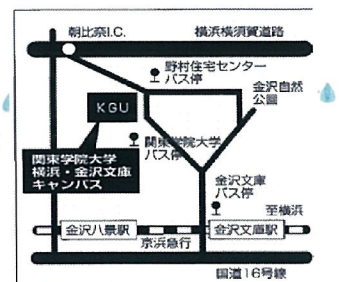 朝比奈I.C.
横浜横須賀道路
野村住宅センター
バス停
金沢自然
公園
KGU
関東学院大学
バス停
関東学院大学
横浜・金沢文庫
キャンパス
金沢文庫
バス停
至横浜
金沢八景駅
京浜急行
金沢文庫駅
国道16号線